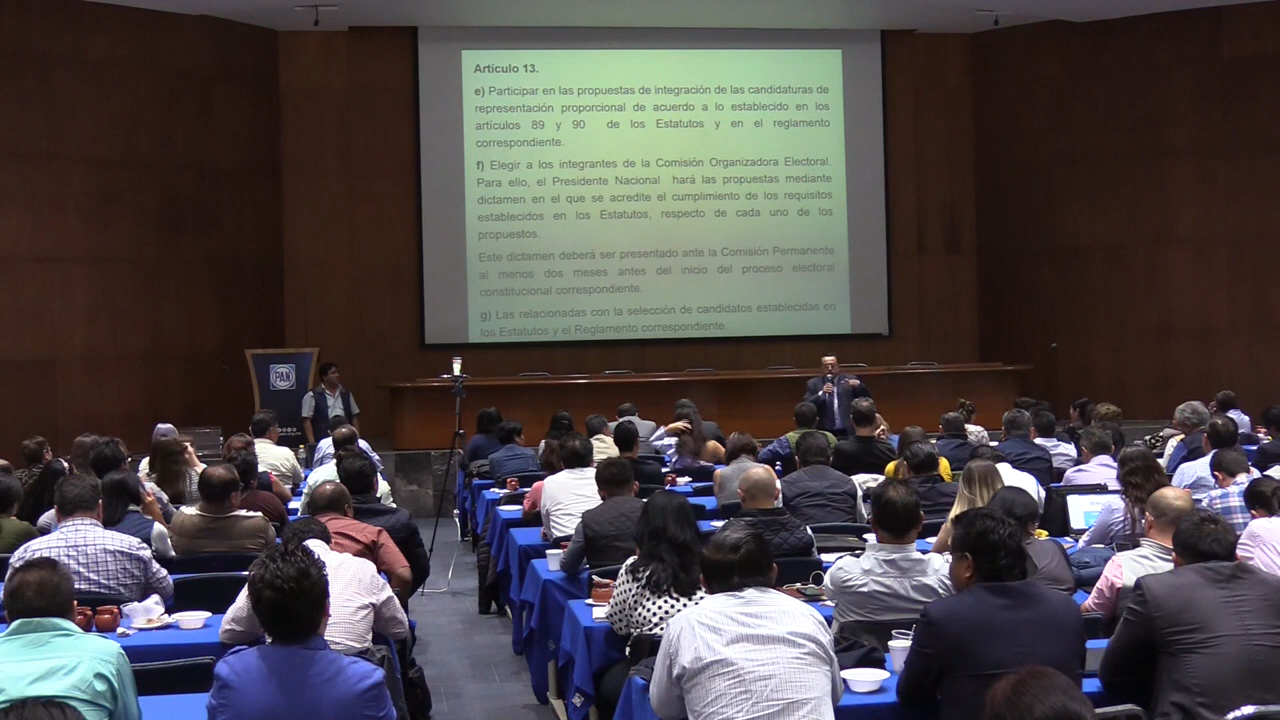 Artículo 13.
e) Participar en las propuestas de integración de las candidaturas de
representación proporcional de acuerdo a lo establecido en los
artículos 89 y 90 de los Estatutos y en el reglamento
correspondiente.
f) Elegir a los integrantes de la Comisión Organizadora Electoral.
Para ello, el Presidente Nacional hará las propuestas mediante
dictamen en el que se acredite el cumplimiento de los requisitos
establecidos en los Estatutos, respecto de cada uno de los
propuestos.
Este dictamen deberá ser presentado ante la Comisión Permanente
al menos dos meses antes del inicio del proceso electoral
constitucional correspondiente.
g) Las relacionadas con la selección de candidatos establecidas en
los Estatutos y el Reglamento correspondiente.
PAN